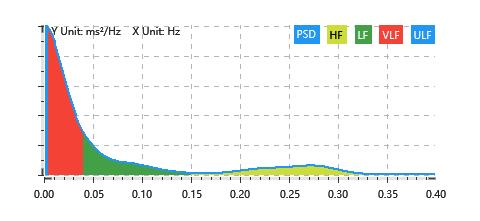 Y Unit: ms²/Hz X Unit: Hz
PSD HF LF VLF ULF
0.00 0.05 0.10 0.15 0.20 0.25 0.30 0.35 0.40